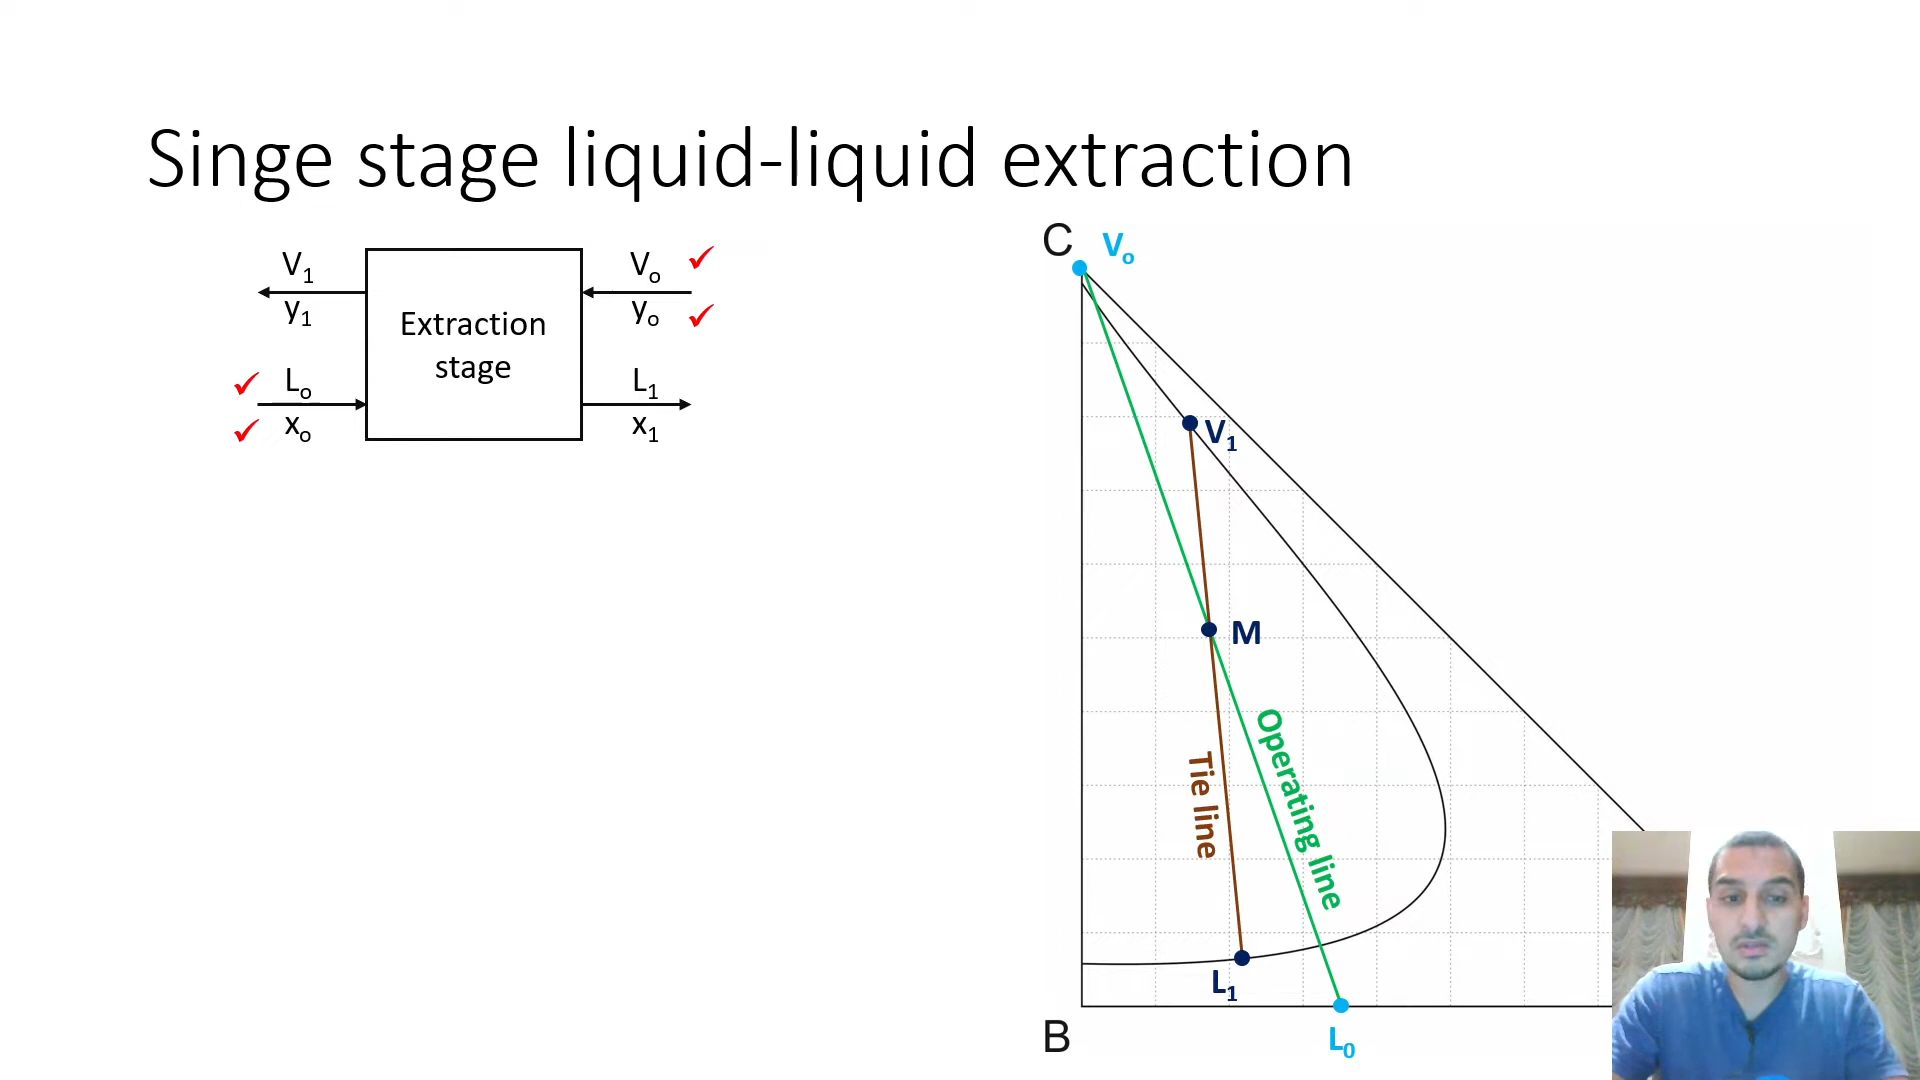 Singe stage liquid-liquid extraction
V1
y1
Vo
yo
Extraction
stage
Lo
xo
L1
x1
C
Vo
V1
M
Tie line
Operating line
L1
B
L0